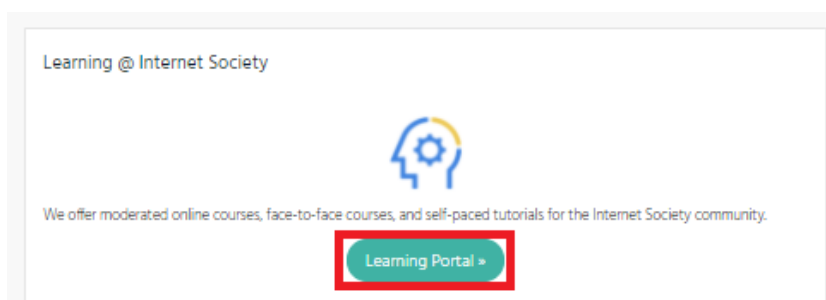 Learning @ Internet Society
We offer moderated online courses, face-to-face courses, and self-paced tutorials for the Internet Society community.
Learning Portal »